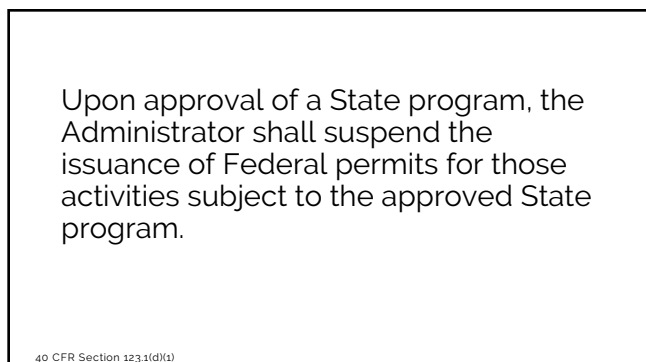 Upon approval of a State program, the
Administrator shall suspend the
issuance of Federal permits for those
activities subject to the approved State
program.
40 CFR Section 123.1(d)(1)